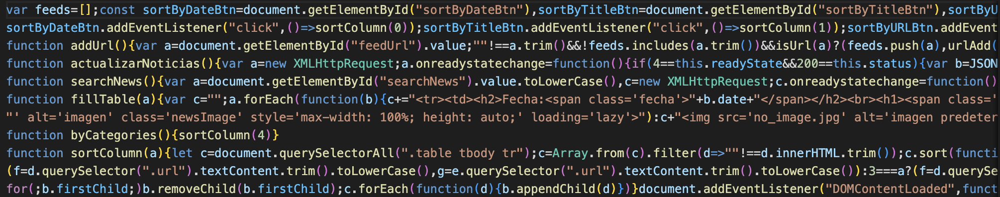 var feeds=[];const sortByDateBtn=document.getElementById("sortByDateBtn"),sortByTitleBtn=document.getElementById("sortByTitleBtn"),sortByU
sortByDateBtn.addEventListener("click",()=>sortColumn(0));sortByTitleBtn.addEventListener("click",()=>sortColumn(1));sortByURLBtn.addEvent
function addUrl(){var a=document.getElementById("feedUrl").value;""!==a.trim()&&!feeds.includes(a.trim())&&isUrl(a)?(feeds.push(a),urlAdd(
function actualizarNoticias(){var a=new XMLHttpRequest;a.onreadystatechange=function(){if(4==this.readyState&&200==this.status){var b=JSON
function searchNews(){var a=document.getElementById("searchNews").value.toLowerCase(),c=new XMLHttpRequest;c.onreadystatechange=function()
function fillTable(a){var c="";a.forEach(function(b){c+="<tr><td><h2>Fecha:<span class='fecha'>"+b.date+"</span></h2><br><h1><span class='
"' alt='imagen' class='newsImage' style='max-width: 100%; height: auto;' loading='lazy'>"):c+"<img src='no_image.jpg' alt='imagen predeter
function byCategories(){sortColumn(4)}
function sortColumn(a){let c=document.querySelectorAll(".table tbody tr");c=Array.from(c).filter(d=>""!==d.innerHTML.trim());c.sort(functi
(f=d.querySelector(".url").textContent.trim().toLowerCase(),g=e.querySelector(".url").textContent.trim().toLowerCase()):3===a?(f=d.querySe
for(;b.firstChild;)b.removeChild(b.firstChild);c.forEach(function(d){b.appendChild(d)})}document.addEventListener("DOMContentLoaded",funct